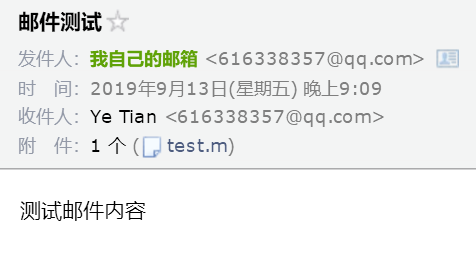 邮件测试
发件人：我自己的邮箱 <616338357@qq.com>
时　间：2019年9月13日(星期五) 晚上9:09
收件人：Ye Tian <616338357@qq.com>
附　件：1 个 (test.m)
测试邮件内容